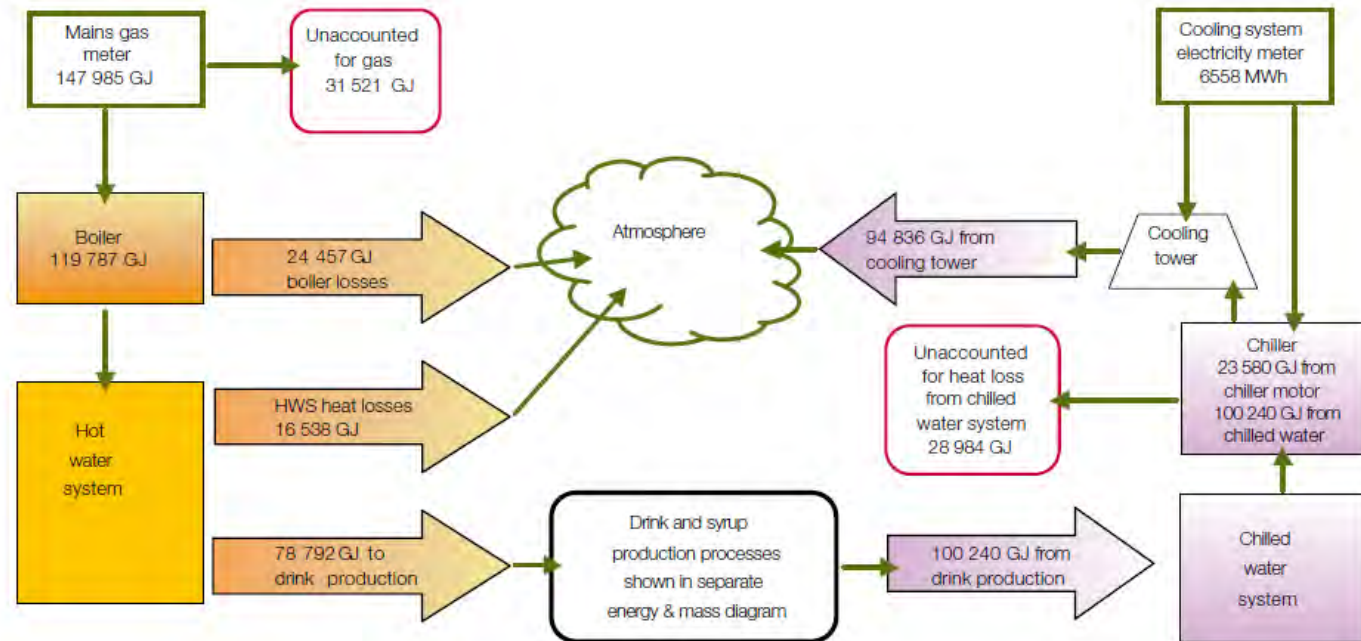 Mains gas
meter
147 985 GJ
Unaccounted
for gas
31 521 GJ
Cooling system
electricity meter
6558 MWh
Boiler
119 787 GJ
24 457 GJ
boiler losses
Atmosphere
94 836 GJ from
cooling tower
Cooling
tower
Hot
water
system
HWS heat losses
16 538 GJ
Unaccounted
for heat loss
from chilled
water system
28 984 GJ
Chiller
23 580 GJ from
chiller motor
100 240 GJ from
chilled water
78 792 GJ to
drink production
Drink and syrup
production processes
shown in separate
energy & mass diagram
100 240 GJ from
drink production
Chilled
water
system